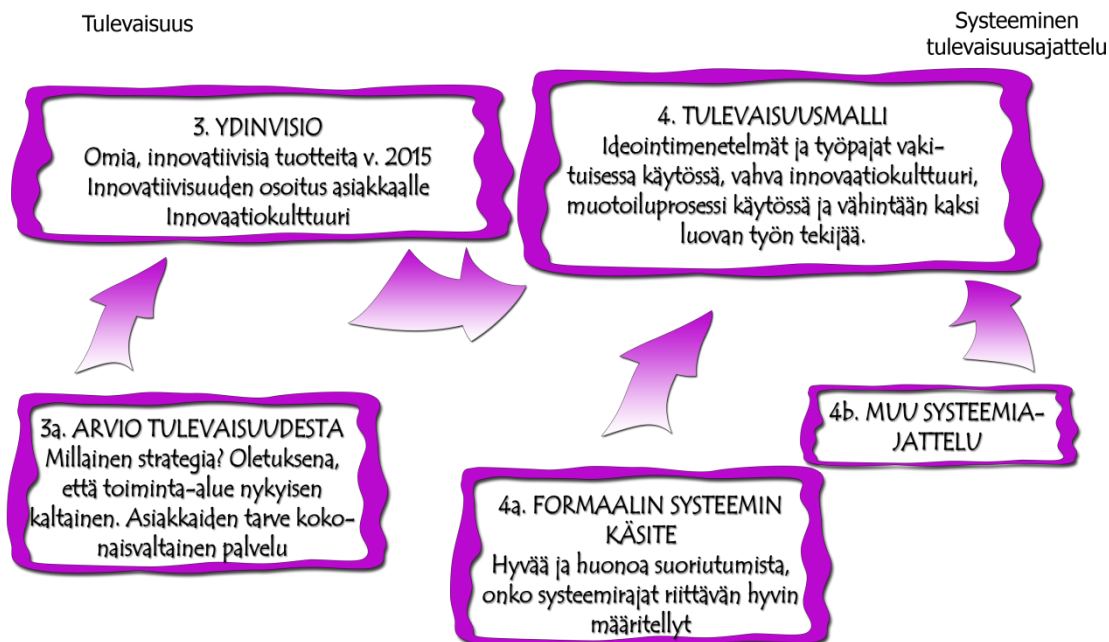 Tulevaisuus
Systeeminen
tulevaisuusajattelu
3. YDINVISIO
Omia, innovatiivisia tuotteita v. 2015
Innovatiivisuuden osoitus asiakkaalle
Innovaatiokulttuuri
4. TULEVAISUUSMALLI
Ideointimenetelmät ja työpajat vaki-
tuisessa käytössä, vahva innovaatiokulttuuri,
muotoiluprosessi käytössä ja vähintään kaksi
luovan työn tekijää.
3a. ARVIO TULEVAISUUDESTA
Millainen strategia? Oletuksena,
että toiminta-alue nykyisen
kaltainen. Asiakkaiden tarve koko-
naisvaltainen palvelu
4a. FORMAALIN SYSTEEMIN
KÄSITE
Hyvää ja huonoa suoriutumista,
onko systeemirajat riittävän hyvin
määritellyt
4b. MUU SYSTEEMIA-
JATTELU